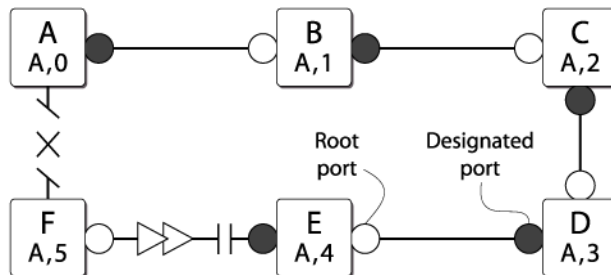 A
A,0
B
A,1
C
A,2
Root
port
Designated
port
F
A,5
E
A,4
D
A,3